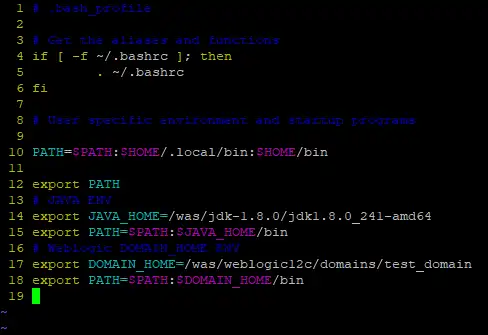 1 # .bash_profile
2
3 # Get the aliases and functions
4 if [ -f ~/.bashrc ]; then
5 . ~/.bashrc
6 fi
7
8 # User specific environment and startup programs
9
10 PATH=$PATH:$HOME/.local/bin:$HOME/bin
11
12 export PATH
13 # JAVA ENV
14 export JAVA_HOME=/was/jdk-1.8.0/jdk1.8.0_241-amd64
15 export PATH=$PATH:$JAVA_HOME/bin
16 # Weblogic DOMAIN_HOME ENV
17 export DOMAIN_HOME=/was/weblogic12c/domains/test_domain
18 export PATH=$PATH:$DOMAIN_HOME/bin
19
~
~